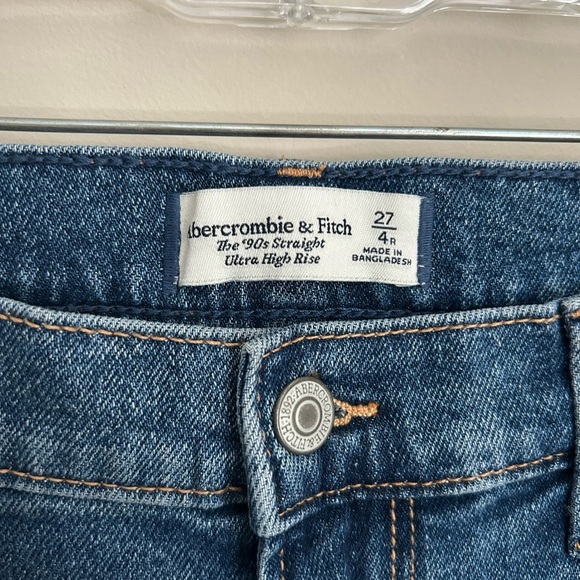 Abercrombie & Fitch
The '90s Straight
Ultra High Rise
27
4R
MADE IN
BANGLADESH
ABERCROMBIE & FITCH · 1892 ·